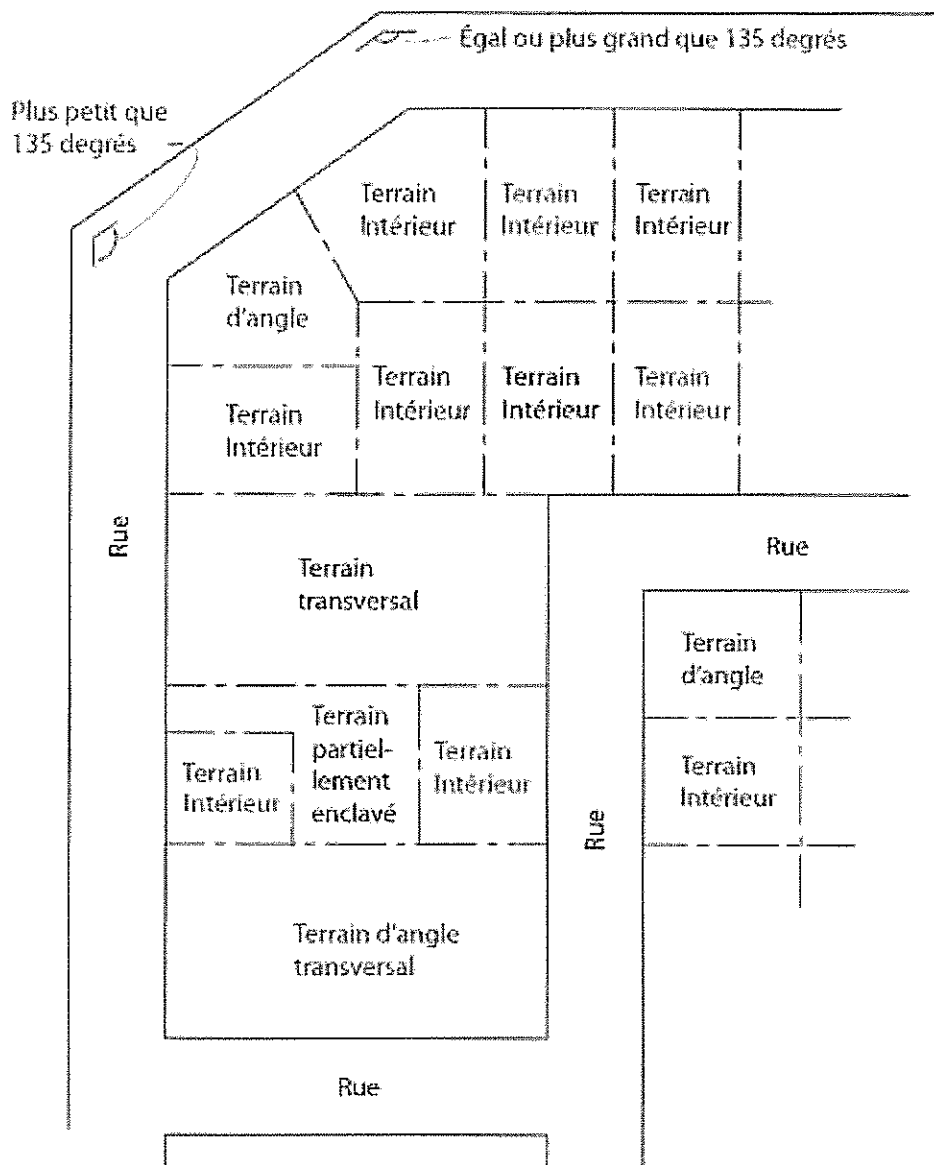 Égal ou plus grand que 135 degrés
Plus petit que
135 degrés
Terrain
Intérieur
Terrain
Intérieur
Terrain
Intérieur
Terrain
d'angle
Terrain
Intérieur
Terrain
Intérieur
Terrain
Intérieur
Terrain
Intérieur
Rue
Terrain
transversal
Rue
Terrain
d'angle
Terrain
Intérieur
Terrain
partiel-
lement
enclavé
Terrain
Intérieur
Terrain
Intérieur
Rue
Terrain d'angle
transversal
Rue